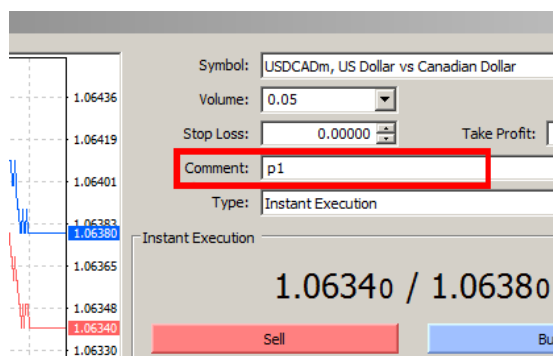 Symbol: USDCADm, US Dollar vs Canadian Dollar
1.06436
Volume: 0.05
1.06419
Stop Loss: 0.00000 Take Profit:
1.06401
Comment: p1
Type: Instant Execution
1.06383
1.06380
Instant Execution
1.06365
1.06340 / 1.06380
1.06348
1.06340
Sell
Bu
1.06330